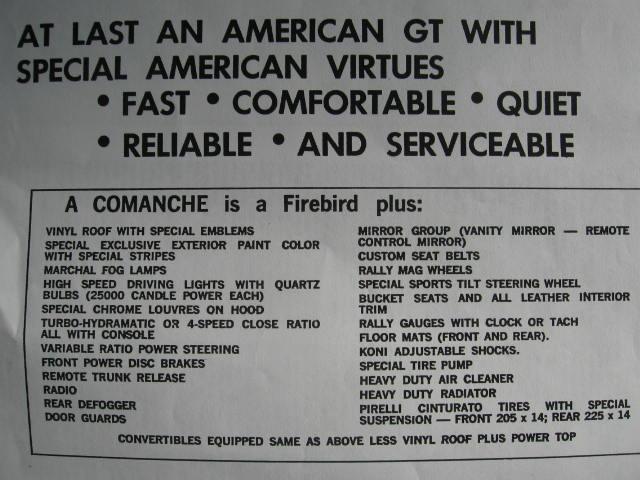 AT LAST AN AMERICAN GT WITH
SPECIAL AMERICAN VIRTUES
• FAST • COMFORTABLE • QUIET
• RELIABLE • AND SERVICEABLE
A COMANCHE is a Firebird plus:
VINYL ROOF WITH SPECIAL EMBLEMS
SPECIAL EXCLUSIVE EXTERIOR PAINT COLOR
WITH SPECIAL STRIPES
MARCHAL FOG LAMPS
HIGH SPEED DRIVING LIGHTS WITH QUARTZ
BULBS (25000 CANDLE POWER EACH)
SPECIAL CHROME LOUVRES ON HOOD
TURBO-HYDRAMATIC OR 4-SPEED CLOSE RATIO
ALL WITH CONSOLE
VARIABLE RATIO POWER STEERING
FRONT POWER DISC BRAKES
REMOTE TRUNK RELEASE
RADIO
REAR DEFOGGER
DOOR GUARDS
MIRROR GROUP (VANITY MIRROR — REMOTE
CONTROL MIRROR)
CUSTOM SEAT BELTS
RALLY MAG WHEELS
SPECIAL SPORTS TILT STEERING WHEEL
BUCKET SEATS AND ALL LEATHER INTERIOR
TRIM
RALLY GAUGES WITH CLOCK OR TACH
FLOOR MATS (FRONT AND REAR).
KONI ADJUSTABLE SHOCKS.
SPECIAL TIRE PUMP
HEAVY DUTY AIR CLEANER
HEAVY DUTY RADIATOR
PIRELLI CINTURATO TIRES WITH SPECIAL
SUSPENSION — FRONT 205 x 14; REAR 225 x 14
CONVERTIBLES EQUIPPED SAME AS ABOVE LESS VINYL ROOF PLUS POWER TOP